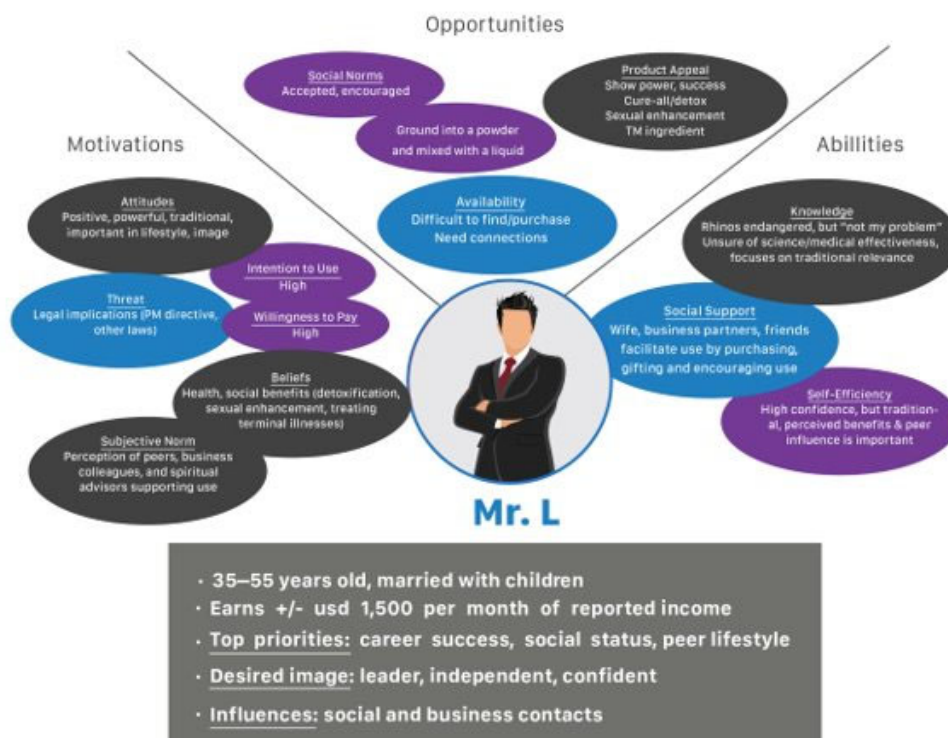 Opportunities
Social Norms
Accepted, encouraged
Ground into a powder
and mixed with a liquid
Product Appeal
Show power, success
Cure-all/detox
Sexual enhancement
TM ingredient
Availability
Difficult to find/purchase
Need connections
Motivations
Attitudes
Positive, powerful, traditional,
important in lifestyle, image
Intention to Use
High
Threat
Legal implications (PM directive,
other laws)
Willingness to Pay
High
Beliefs
Health, social benefits (detoxification,
sexual enhancement, treating
terminal illnesses)
Subjective Norm
Perception of peers, business
colleagues, and spiritual
advisors supporting use
Abillities
Knowledge
Rhinos endangered, but "not my problem"
Unsure of science/medical effectiveness,
focuses on traditional relevance
Social Support
Wife, business partners, friends
facilitate use by purchasing,
gifting and encouraging use
Self-Efficiency
High confidence, but tradition-
al, perceived benefits & peer
influence is important
Mr. L
· 35–55 years old, married with children
· Earns +/- usd 1,500 per month of reported income
· Top priorities: career success, social status, peer lifestyle
· Desired image: leader, independent, confident
· Influences: social and business contacts